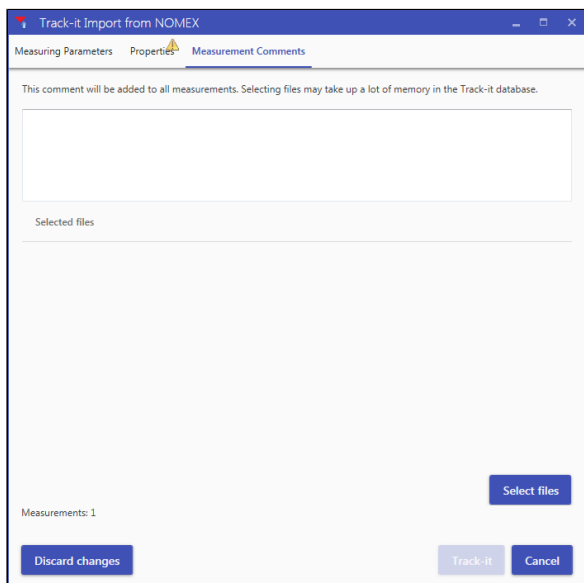 Track-it Import from NOMEX
Measuring Parameters Properties Measurement Comments
This comment will be added to all measurements. Selecting files may take up a lot of memory in the Track-it database.
Selected files
Select files
Measurements: 1
Discard changes Track-it Cancel